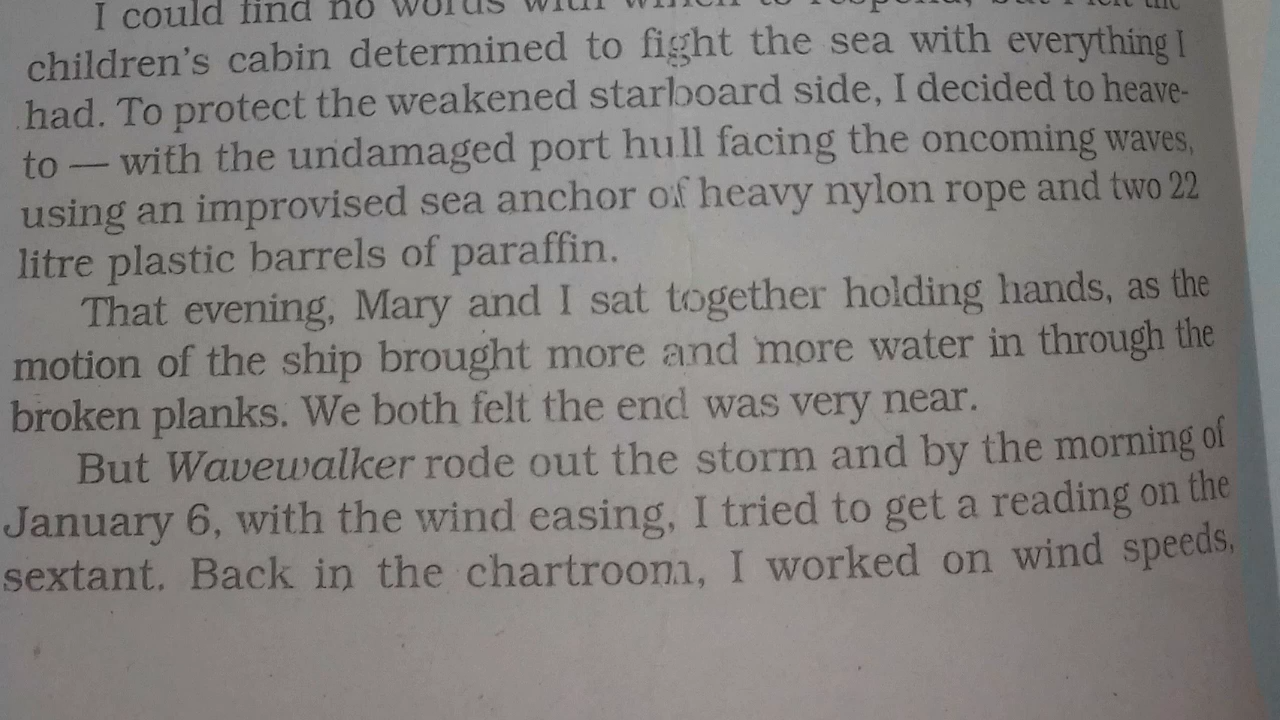 I could find no words with which to respond, but I left the
children's cabin determined to fight the sea with everything I
had. To protect the weakened starboard side, I decided to heave-
to — with the undamaged port hull facing the oncoming waves,
using an improvised sea anchor of heavy nylon rope and two 22
litre plastic barrels of paraffin.
That evening, Mary and I sat together holding hands, as the
motion of the ship brought more and more water in through the
broken planks. We both felt the end was very near.
But Wavewalker rode out the storm and by the morning of
January 6, with the wind easing, I tried to get a reading on the
sextant. Back in the chartroom, I worked on wind speeds,